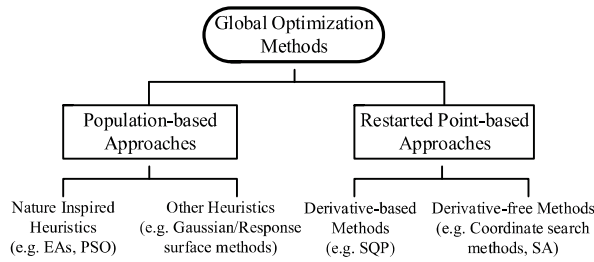 Global Optimization
Methods
Population-based
Approaches
Restarted Point-based
Approaches
Nature Inspired
Heuristics
(e.g. EAs, PSO)
Other Heuristics
(e.g. Gaussian/Response
surface methods)
Derivative-based
Methods
(e.g. SQP)
Derivative-free Methods
(e.g. Coordinate search
methods, SA)